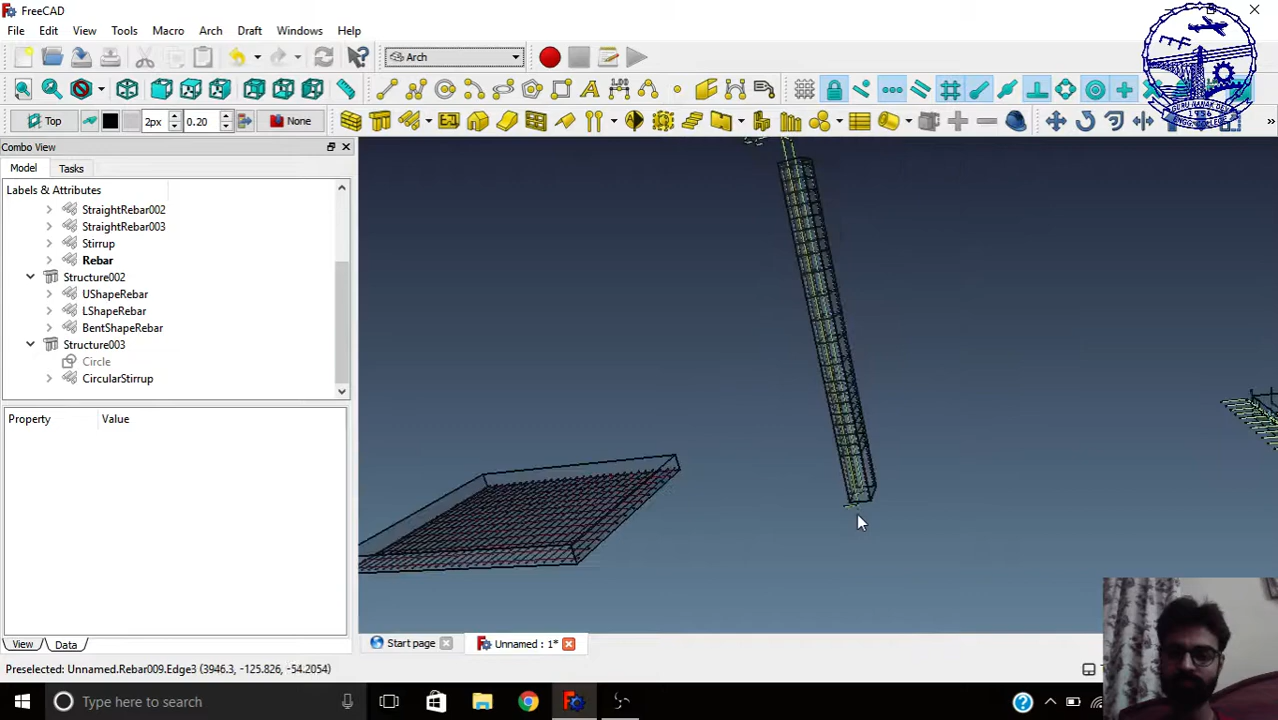 FreeCAD
File Edit View Tools Macro Arch Draft Windows Help
Arch
Top 2px 0.20 None
Combo View
Model Tasks
Labels & Attributes
StraightRebar002
StraightRebar003
Stirrup
Rebar
Structure002
UShapeRebar
LShapeRebar
BentShapeRebar
Structure003
Circle
CircularStirrup
Property Value
View Data
Start page Unnamed : 1*
Preselected: Unnamed.Rebar009.Edge3 (3946.3, -125.826, -54.2054)
Type here to search